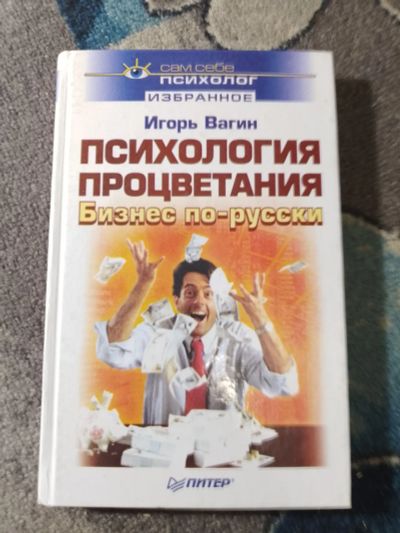 сам себе
ПСИХОЛОГ
ИЗБРАННОЕ
Игорь Вагин
ПСИХОЛОГИЯ
ПРОЦВЕТАНИЯ
Бизнес по-русски
ПИТЕР